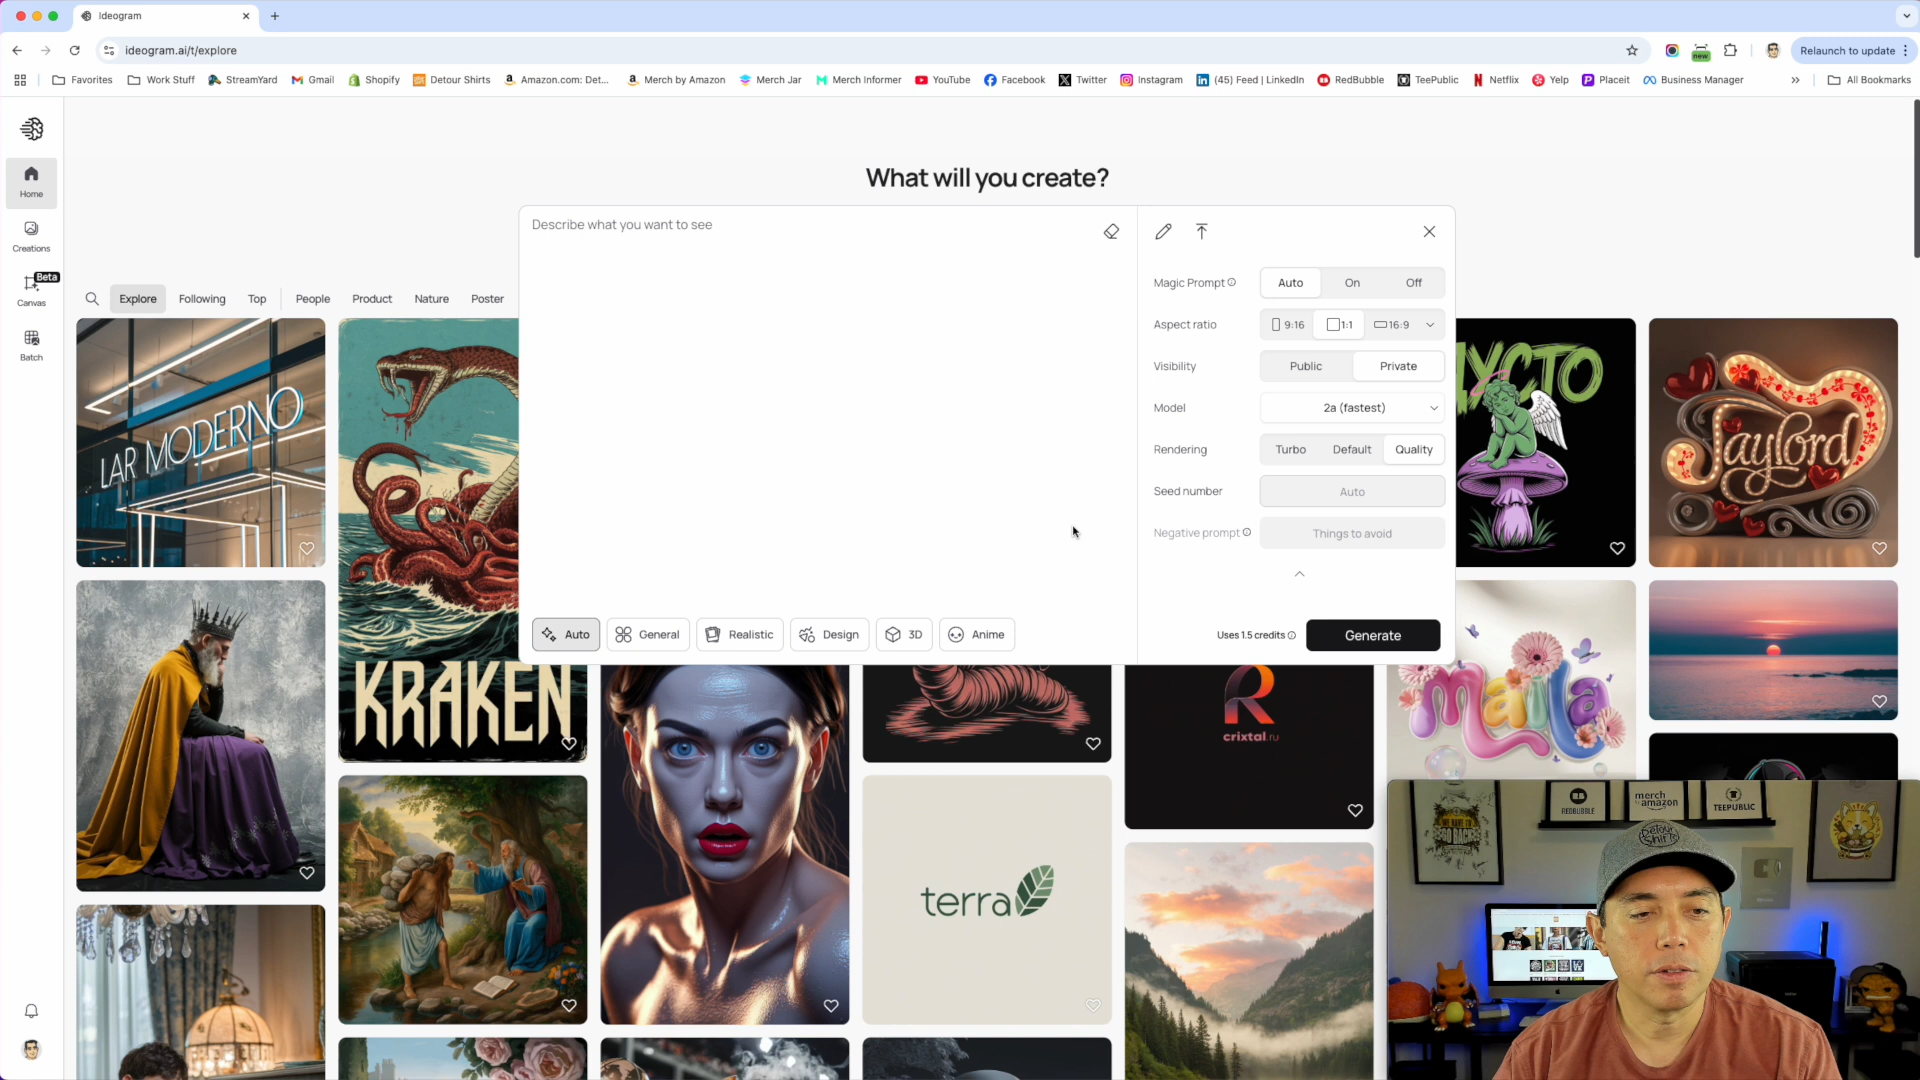 Ideogram
ideogram.ai/t/explore
new
Relaunch to update
Favorites
Work Stuff
StreamYard
Gmail
Shopify
Detour Shirts
Amazon.com: Det...
Merch by Amazon
Merch Jar
Merch Informer
YouTube
Facebook
Twitter
Instagram
(45) Feed | LinkedIn
RedBubble
TeePublic
Netflix
Yelp
Placeit
Business Manager
All Bookmarks
Home
Creations
Beta
Canvas
Batch
What will you create?
Describe what you want to see
Explore
Following
Top
People
Product
Nature
Poster
Magic Prompt
Auto
On
Off
Aspect ratio
9:16
1:1
16:9
Visibility
Public
Private
Model
2a (fastest)
Rendering
Turbo
Default
Quality
Seed number
Auto
Negative prompt
Things to avoid
Auto
General
Realistic
Design
3D
Anime
Uses 1.5 credits
Generate
LAR MODERNO
KRAKEN
Jaylord
crixtal.ru
terra
REDBUBBLE
merch
by amazon
TEEPUBLIC
DETOUR
SHIRTS